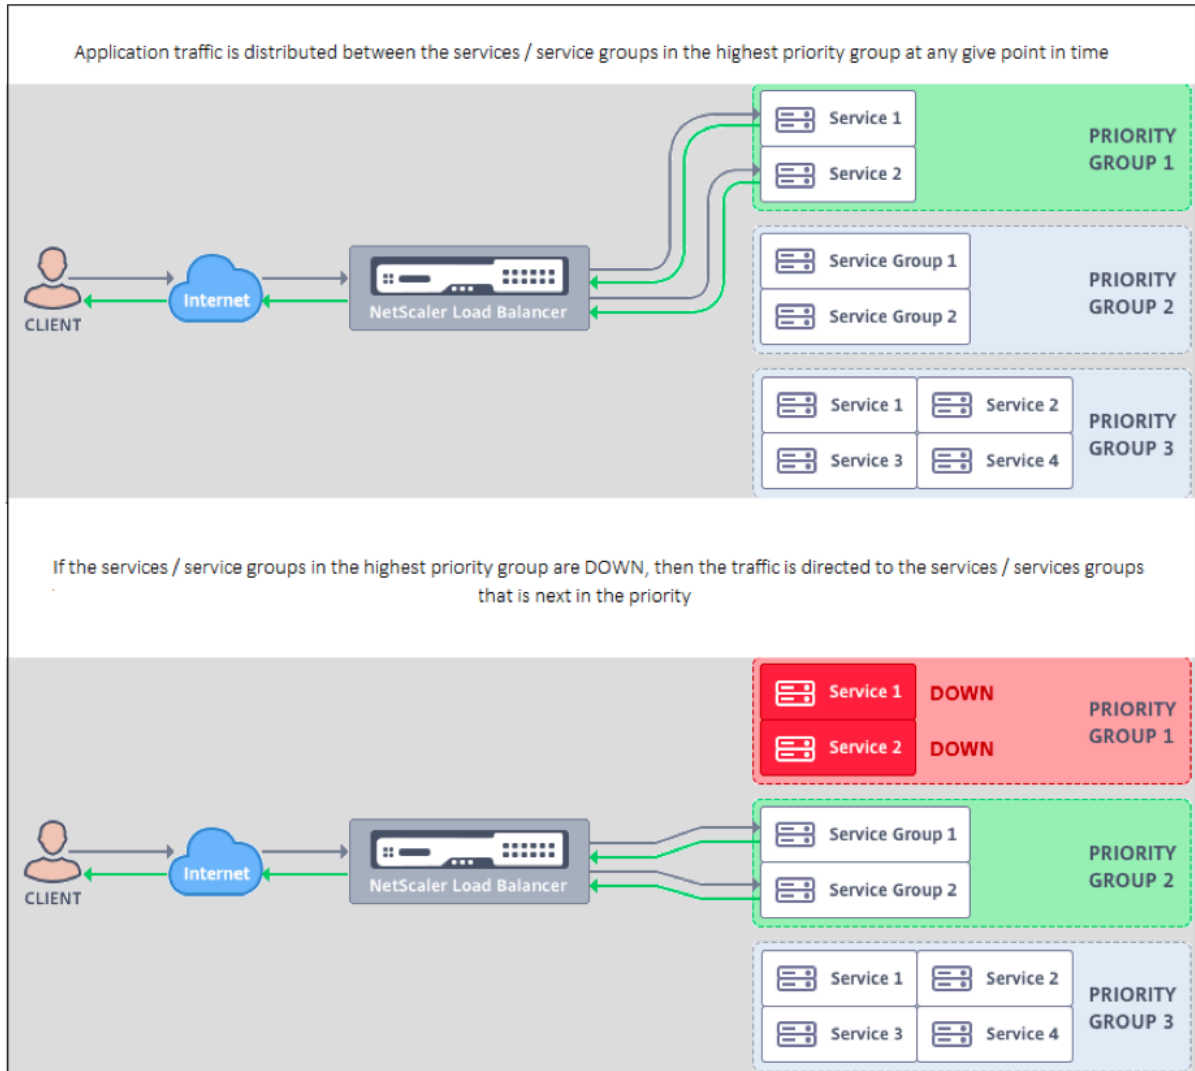 Application traffic is distributed between the services / service groups in the highest priority group at any give point in time
Service 1
Service 2
PRIORITY
GROUP 1
Service Group 1
Service Group 2
PRIORITY
GROUP 2
Service 1
Service 2
Service 3
Service 4
PRIORITY
GROUP 3
CLIENT
Internet
NetScaler Load Balancer
If the services / service groups in the highest priority group are DOWN, then the traffic is directed to the services / services groups
that is next in the priority
Service 1
DOWN
Service 2
DOWN
PRIORITY
GROUP 1
Service Group 1
Service Group 2
PRIORITY
GROUP 2
Service 1
Service 2
Service 3
Service 4
PRIORITY
GROUP 3
CLIENT
Internet
NetScaler Load Balancer